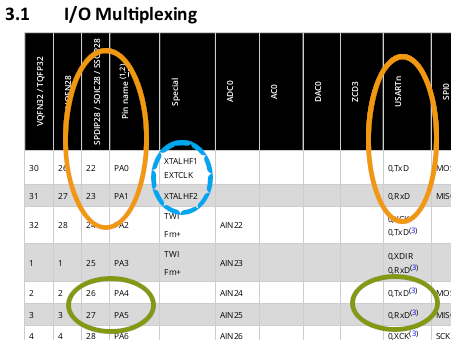 3.1 I/O Multiplexing
VQFN32 / TQFP32 SPDIP28 / SOIC28 / SSOP28 Pin name (1,2) Special ADC0 AC0 DAC0 ZCD3 USARTn SPI0
30 26 22 PA0 XTALHF1 0,TxD
EXTCLK
31 27 23 PA1 XTALHF2 0,RxD
32 28 24 PA2 TWI AIN22 0,XCK
Fm+ 0,TxD(3)
1 1 25 PA3 TWI AIN23 0,XDIR
Fm+ 0,RxD(3)
2 2 26 PA4 AIN24 0,TxD(3)
3 3 27 PA5 AIN25 0,RxD(3)
4 4 28 PA6 AIN26 0,XCK(3) SCK